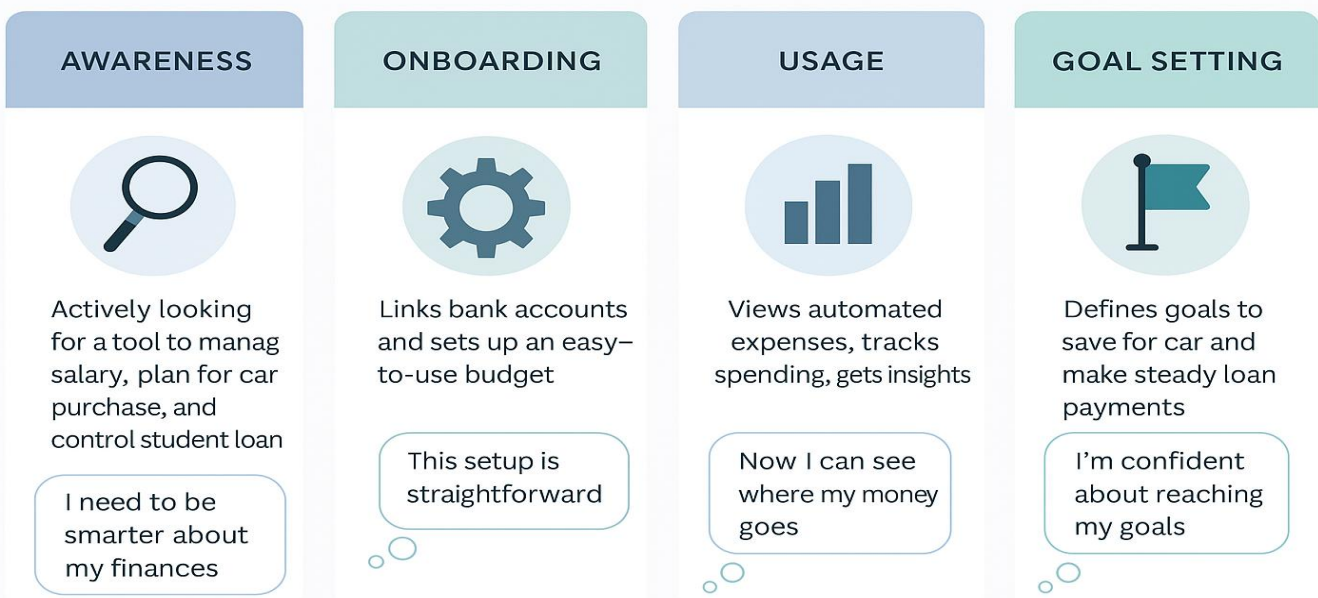 AWARENESS
Actively looking
for a tool to manag
salary, plan for car
purchase, and
control student loan
I need to be
smarter about
my finances
ONBOARDING
Links bank accounts
and sets up an easy–
to-use budget
This setup is
straightforward
USAGE
Views automated
expenses, tracks
spending, gets insights
Now I can see
where my money
goes
GOAL SETTING
Defines goals to
save for car and
make steady loan
payments
I’m confident
about reaching
my goals